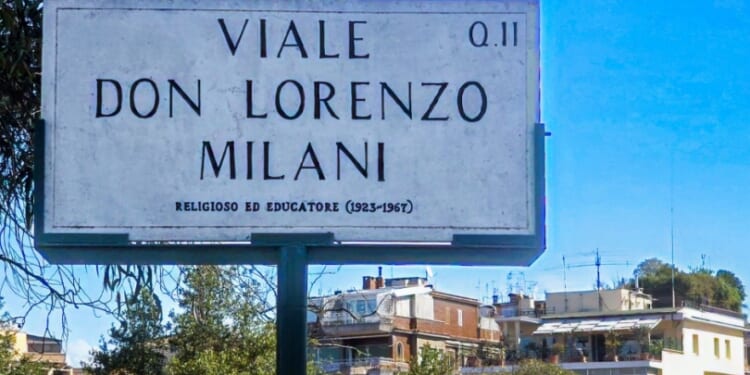 VIALE Q.11
DON LORENZO
MILANI
RELIGIOSO ED EDUCATORE (1923-1967)